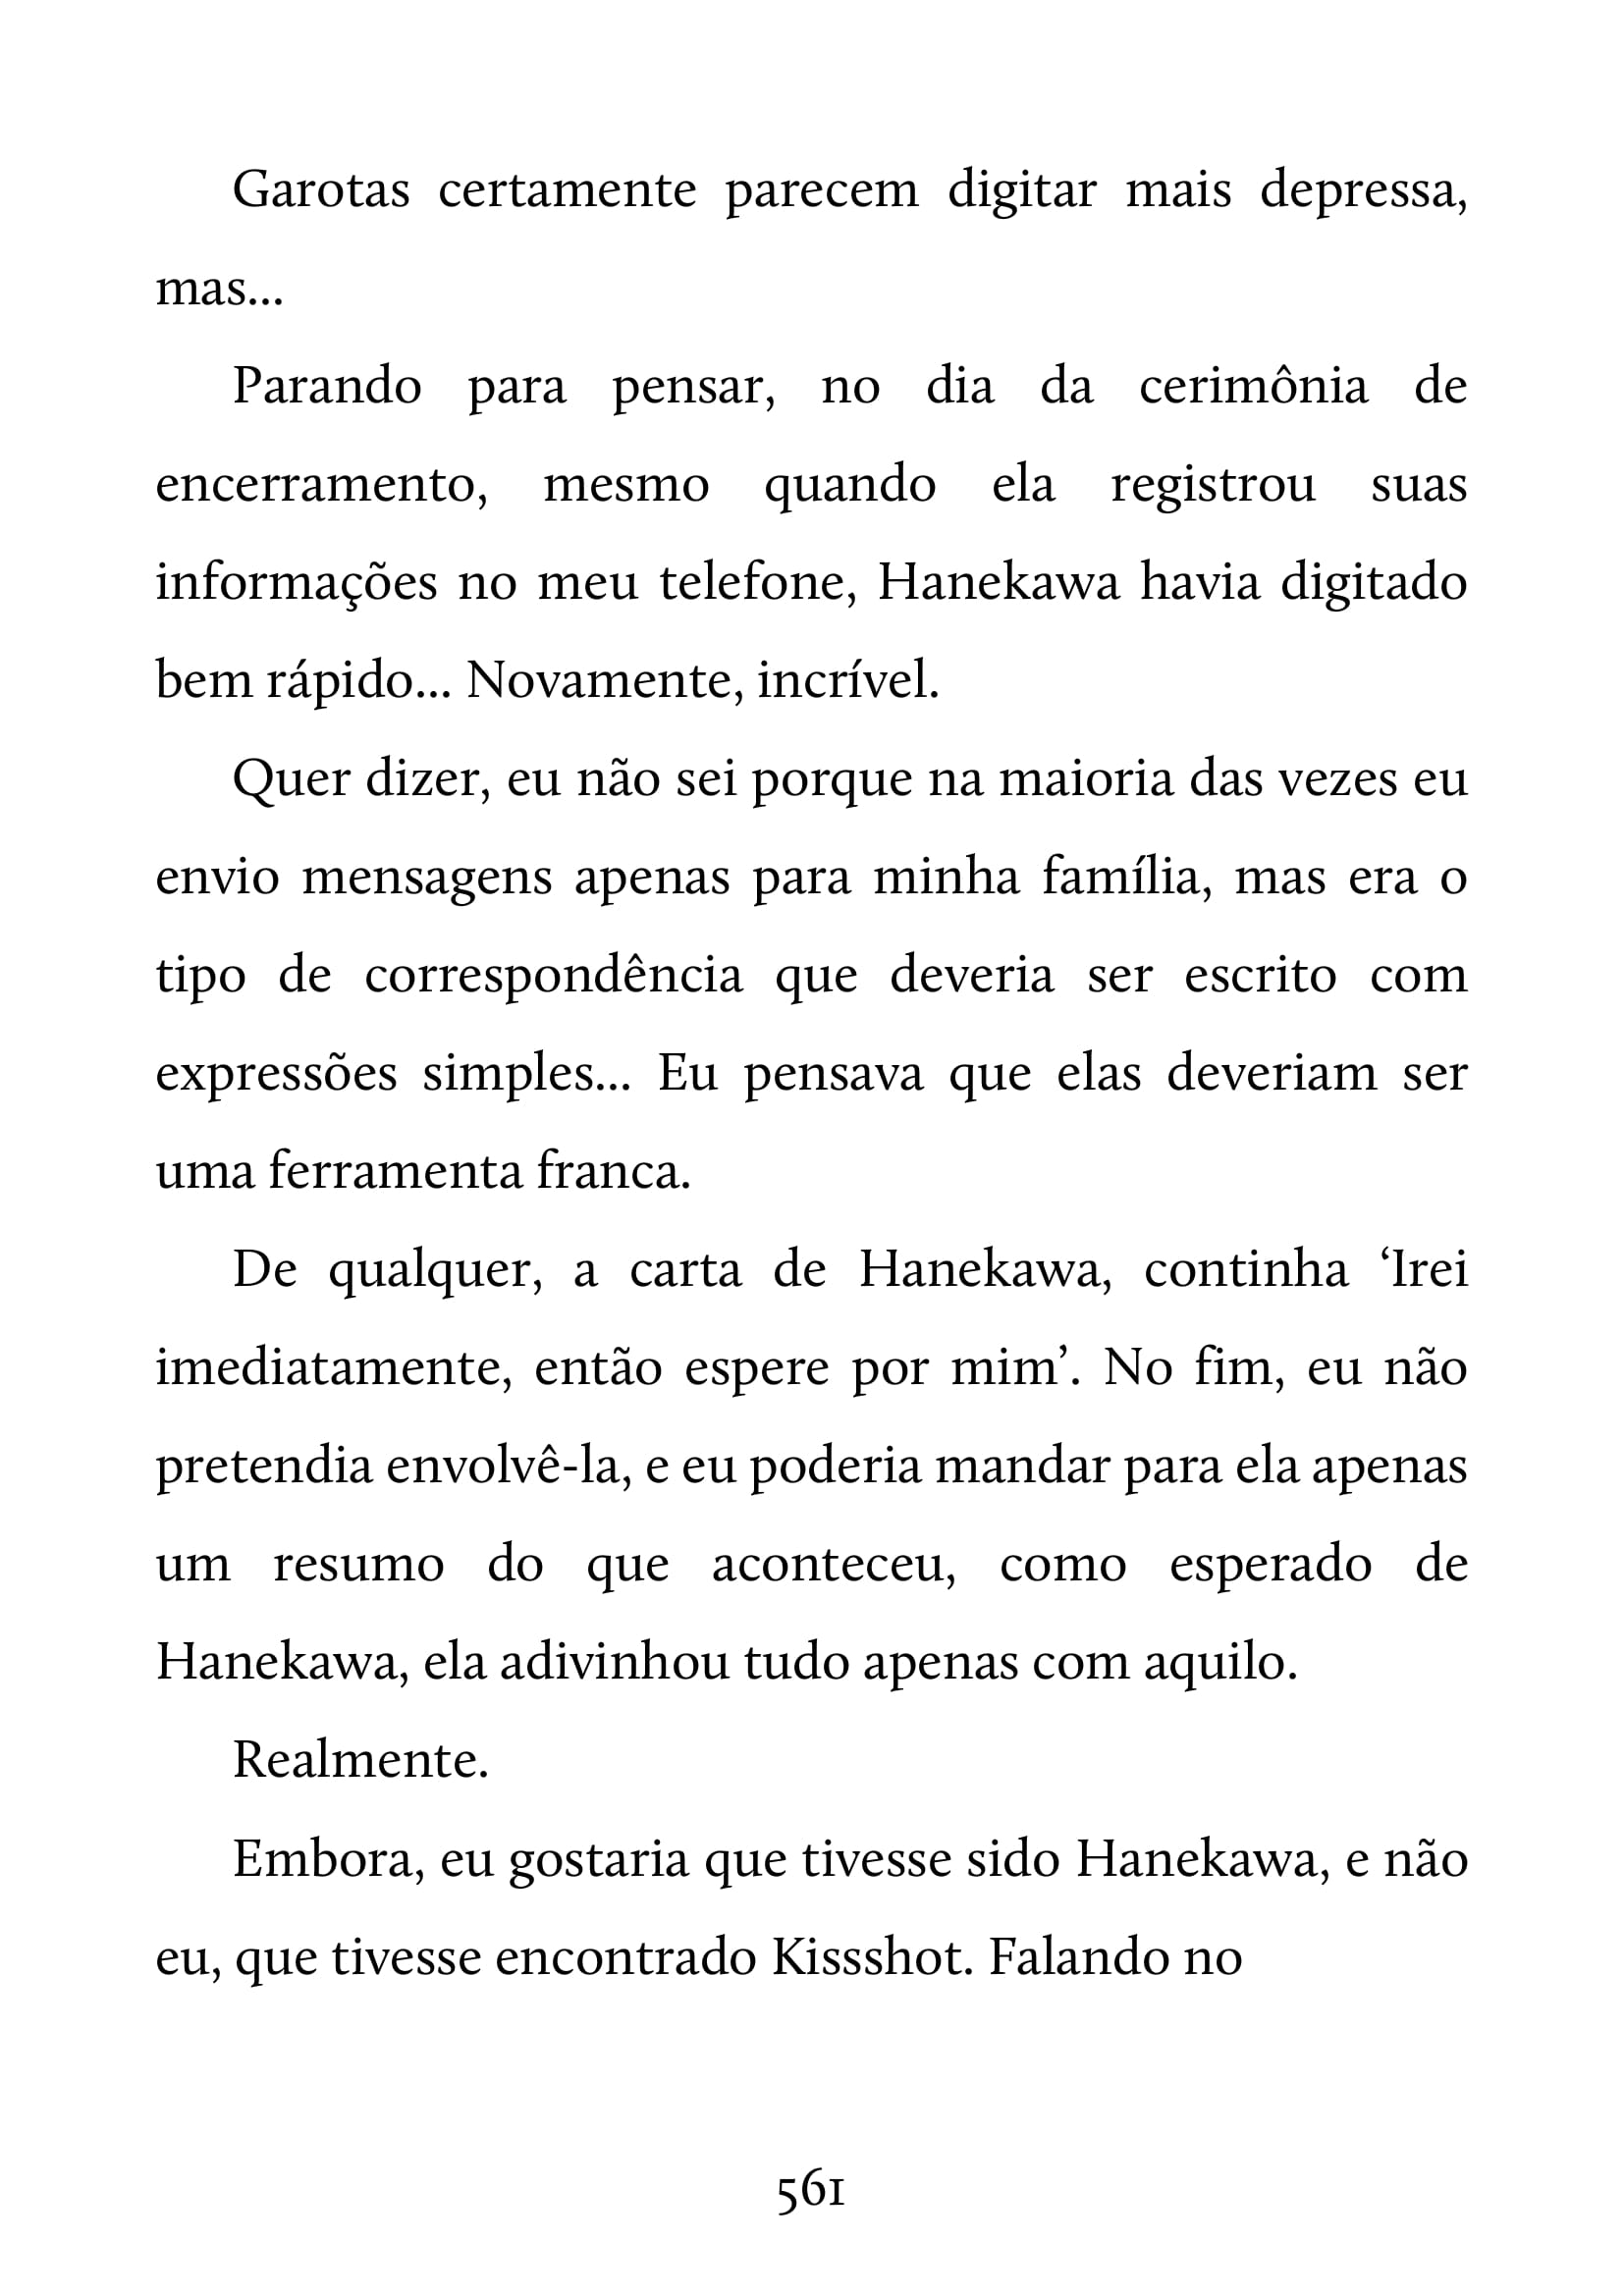 Garotas certamente parecem digitar mais depressa,
mas...
Parando para pensar, no dia da cerimônia de
encerramento, mesmo quando ela registrou suas
informações no meu telefone, Hanekawa havia digitado
bem rápido... Novamente, incrível.
Quer dizer, eu não sei porque na maioria das vezes eu
envio mensagens apenas para minha família, mas era o
tipo de correspondência que deveria ser escrito com
expressões simples... Eu pensava que elas deveriam ser
uma ferramenta franca.
De qualquer, a carta de Hanekawa, continha ‘Irei
imediatamente, então espere por mim’. No fim, eu não
pretendia envolvê-la, e eu poderia mandar para ela apenas
um resumo do que aconteceu, como esperado de
Hanekawa, ela adivinhou tudo apenas com aquilo.
Realmente.
Embora, eu gostaria que tivesse sido Hanekawa, e não
eu, que tivesse encontrado Kissshot. Falando no
561